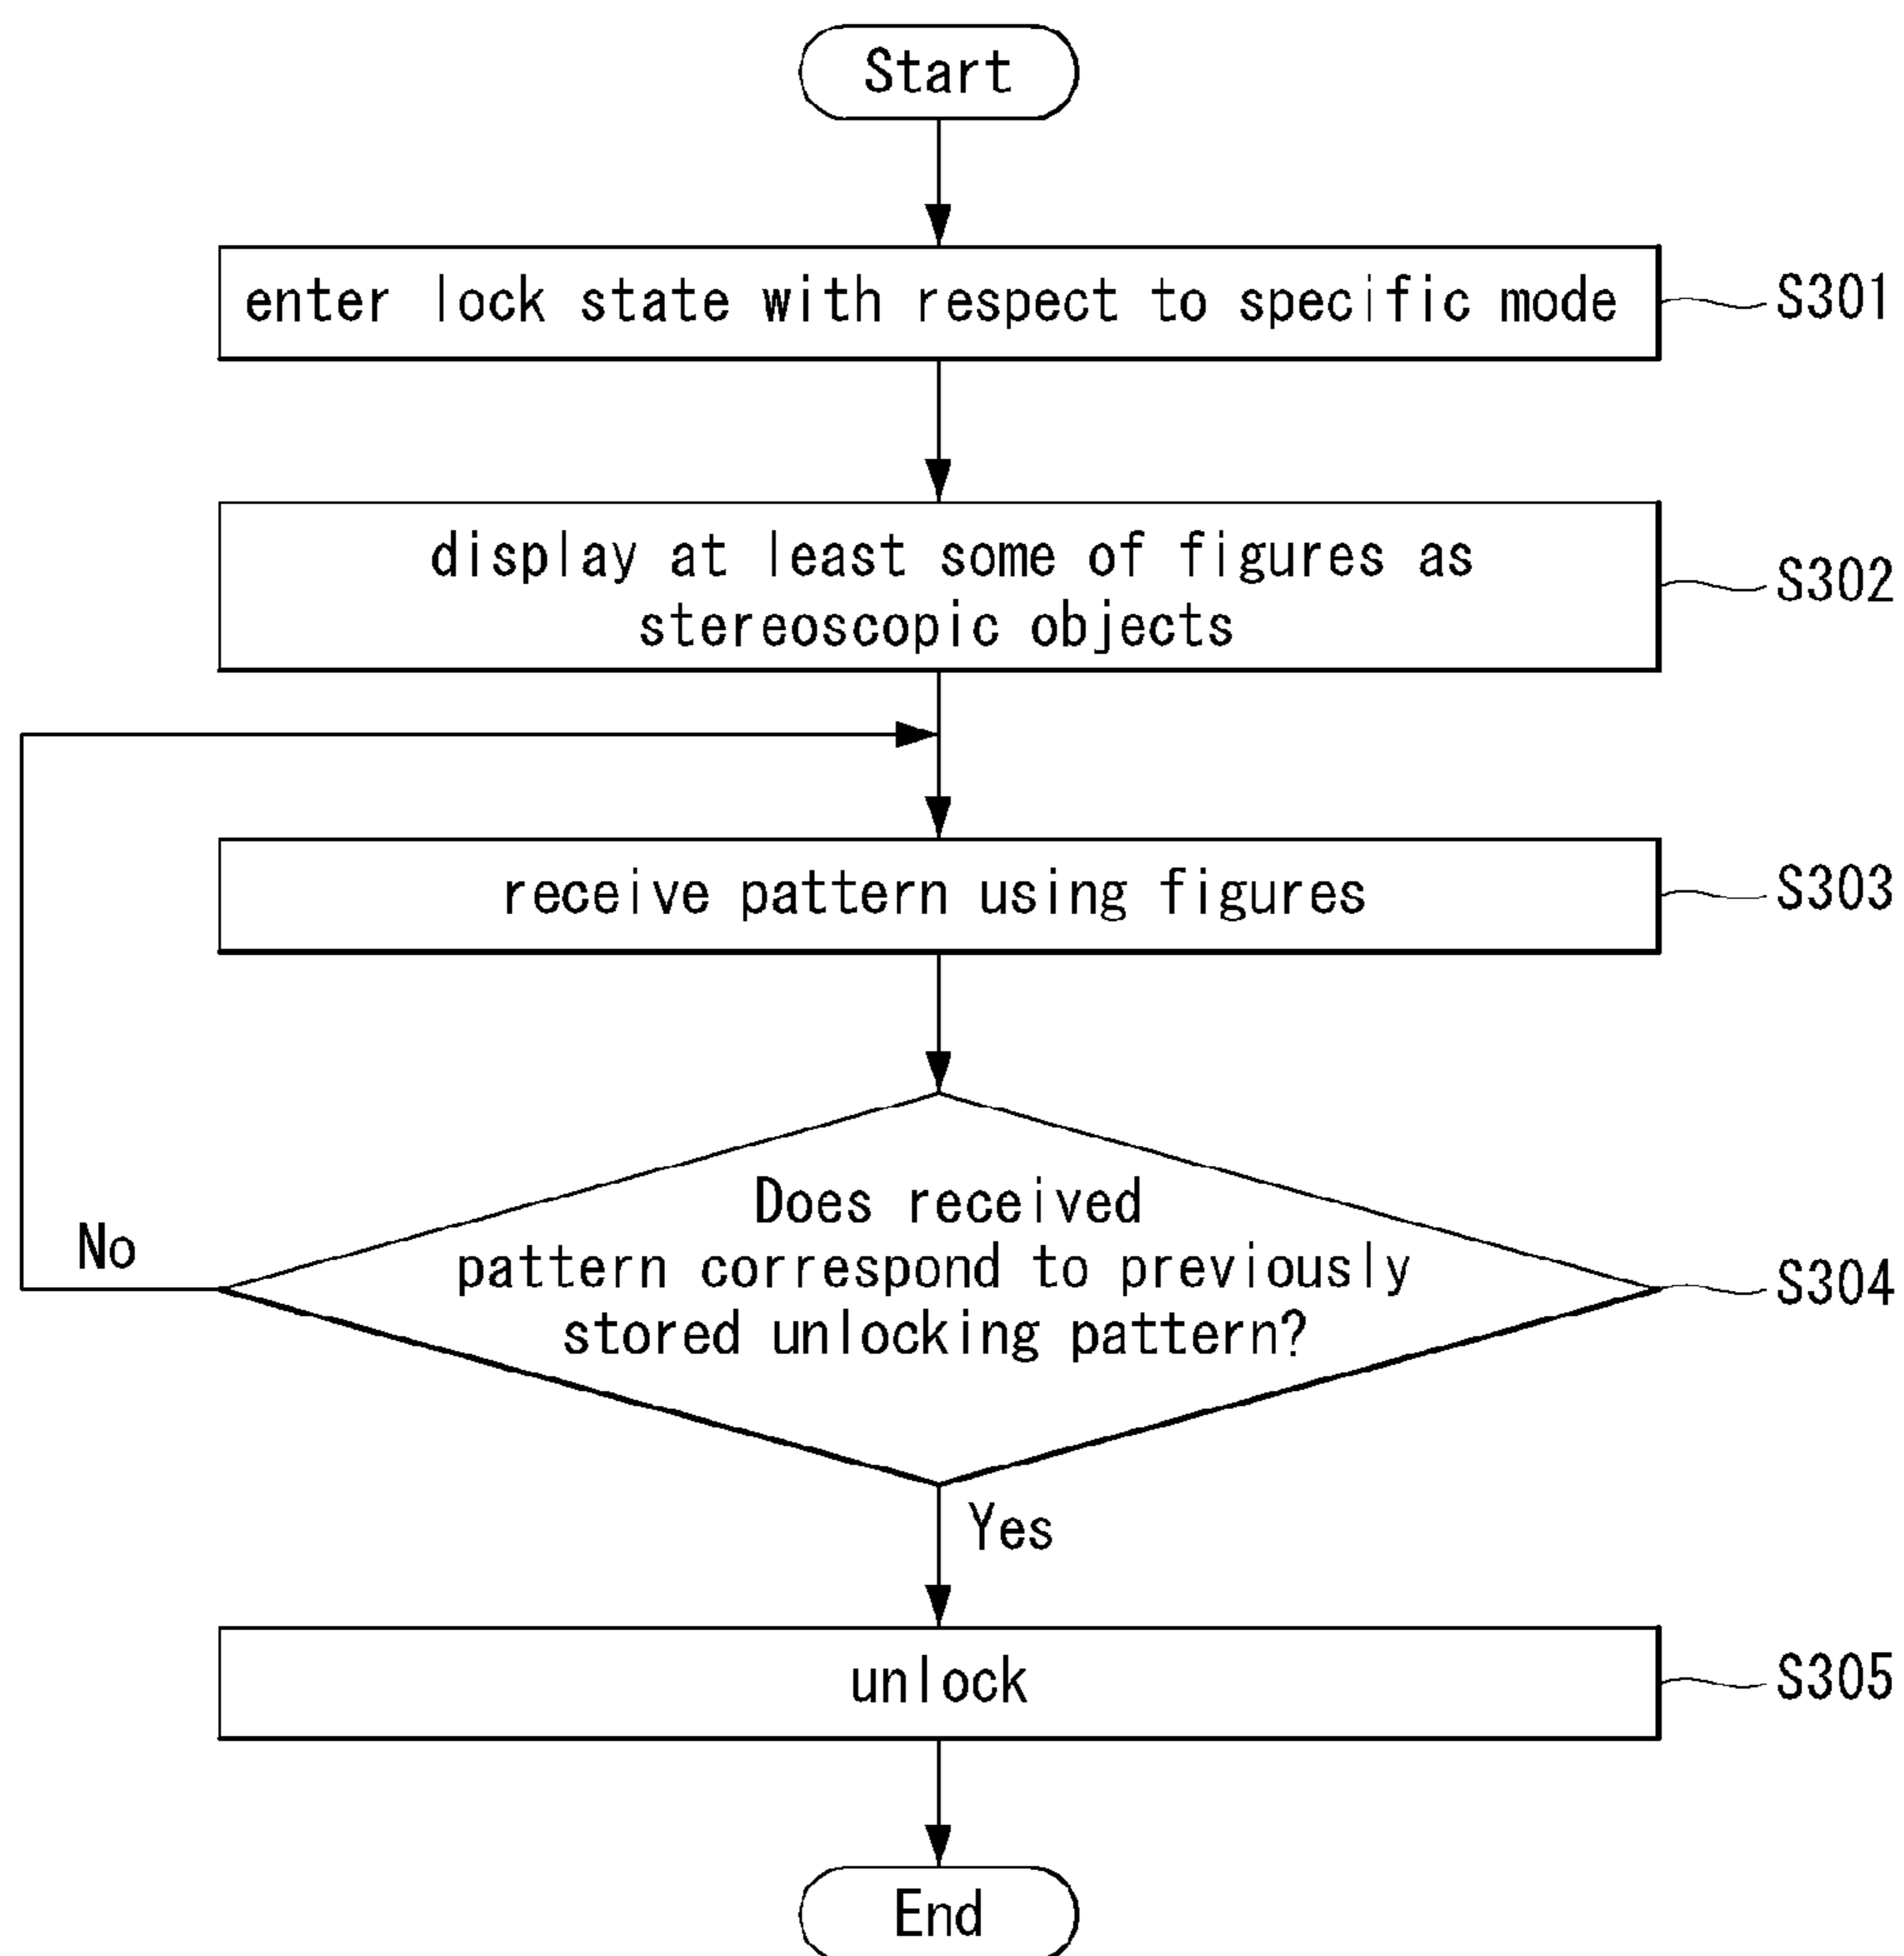 Start
enter lock state with respect to specific mode
S301
display at least some of figures as
stereoscopic objects
S302
receive pattern using figures
S303
Does received
pattern correspond to previously
stored unlocking pattern?
S304
No
Yes
unlock
S305
End